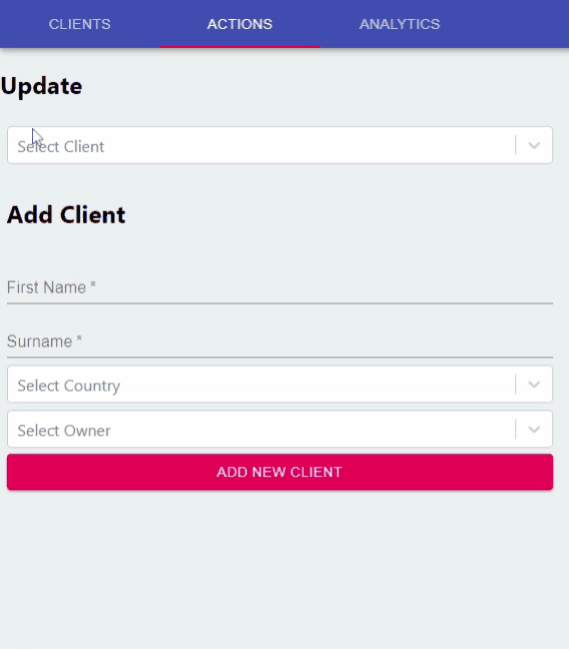 CLIENTS ACTIONS ANALYTICS
Update
Select Client
Add Client
First Name *
Surname *
Select Country
Select Owner
ADD NEW CLIENT